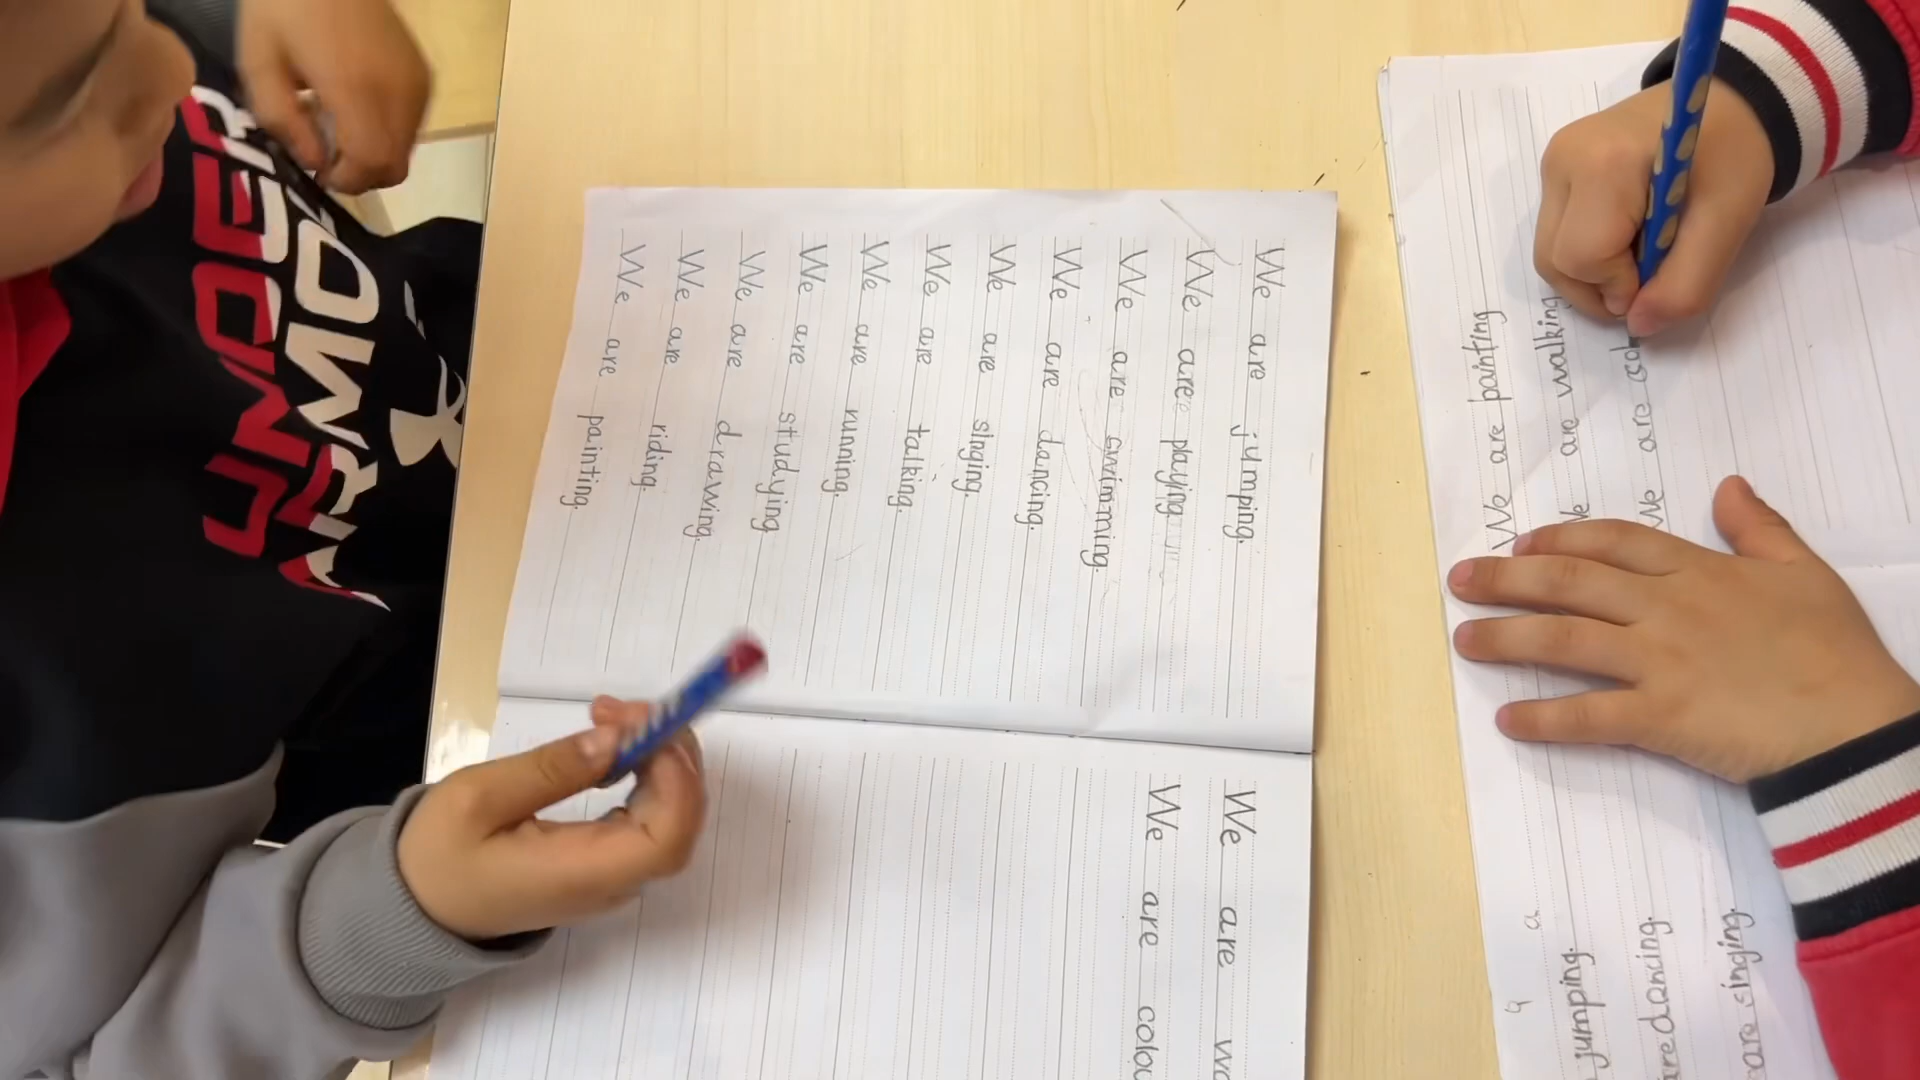 UNDER
ARMOUR
We are jumping.
We are playing
We are swimming.
We are dancing.
We are singing.
We are talking.
We are running.
We are studying
We are drawing.
We are riding.
We are painting.
We are
We are
We are painting
We are walking
We are
jumping.
are dancing.
are singing.